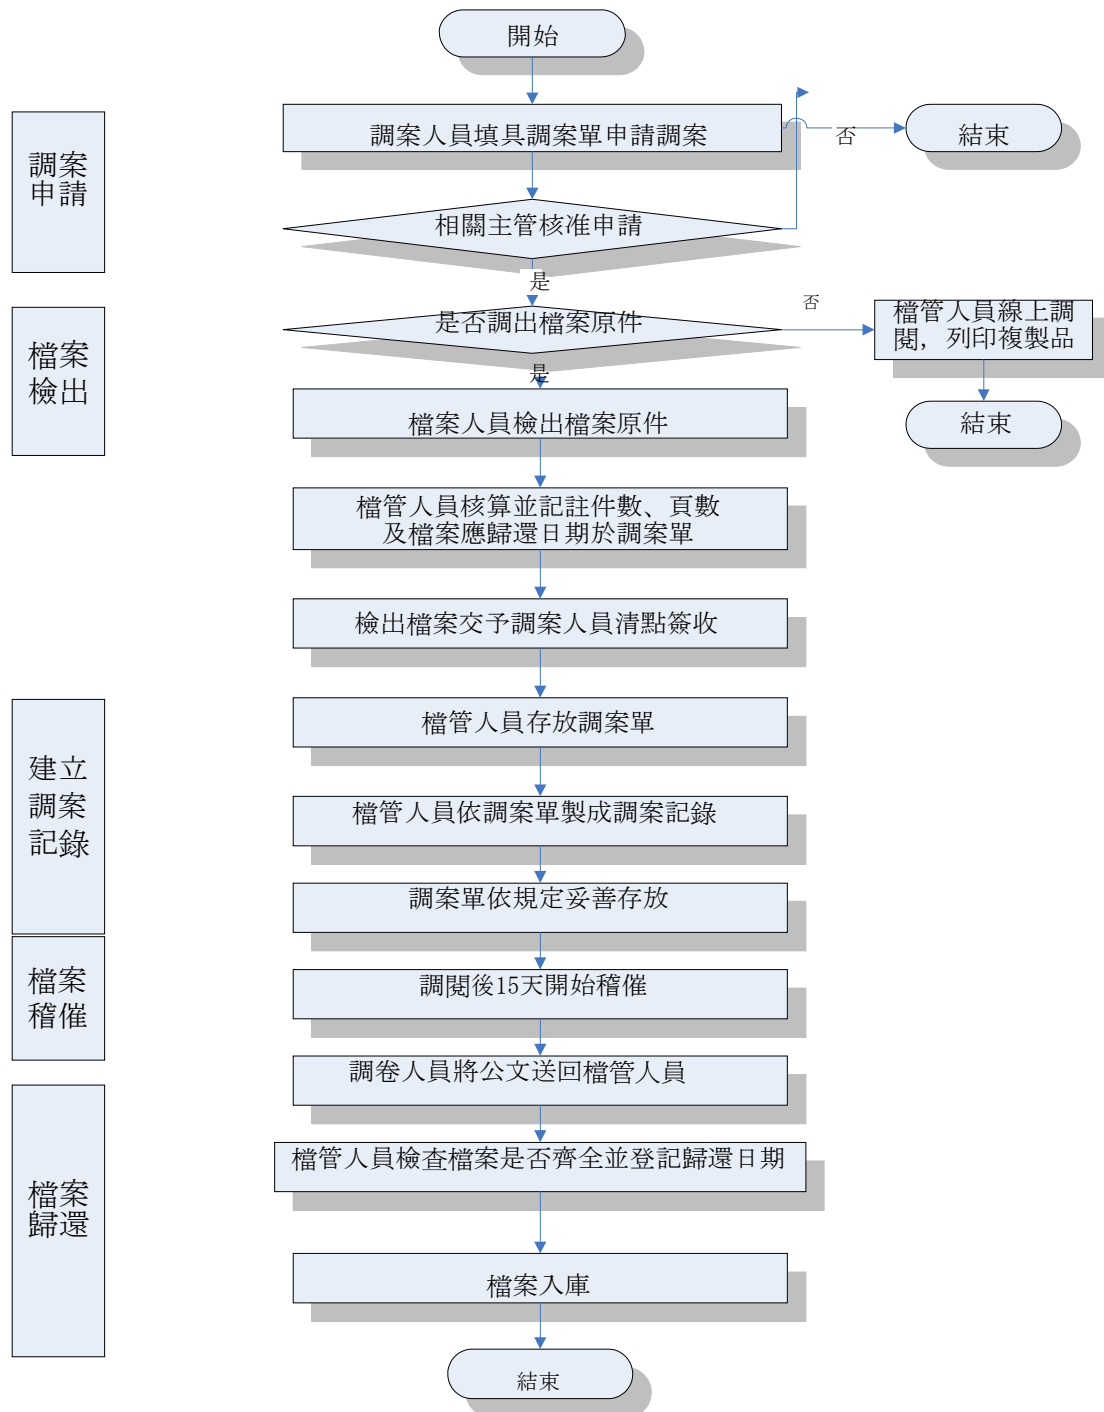 開始
調案
申請
調案人員填具調案單申請調案
否
結束
相關主管核准申請
是
檔案
檢出
是否調出檔案原件
否
檔管人員線上調
閱，列印複製品
是
結束
檔案人員檢出檔案原件
檔管人員核算並記註件數、頁數
及檔案應歸還日期於調案單
檢出檔案交予調案人員清點簽收
建立
調案
記錄
檔管人員存放調案單
檔管人員依調案單製成調案記錄
調案單依規定妥善存放
檔案
稽催
調閱後15天開始稽催
調卷人員將公文送回檔管人員
檔案
歸還
檔管人員檢查檔案是否齊全並登記歸還日期
檔案入庫
結束